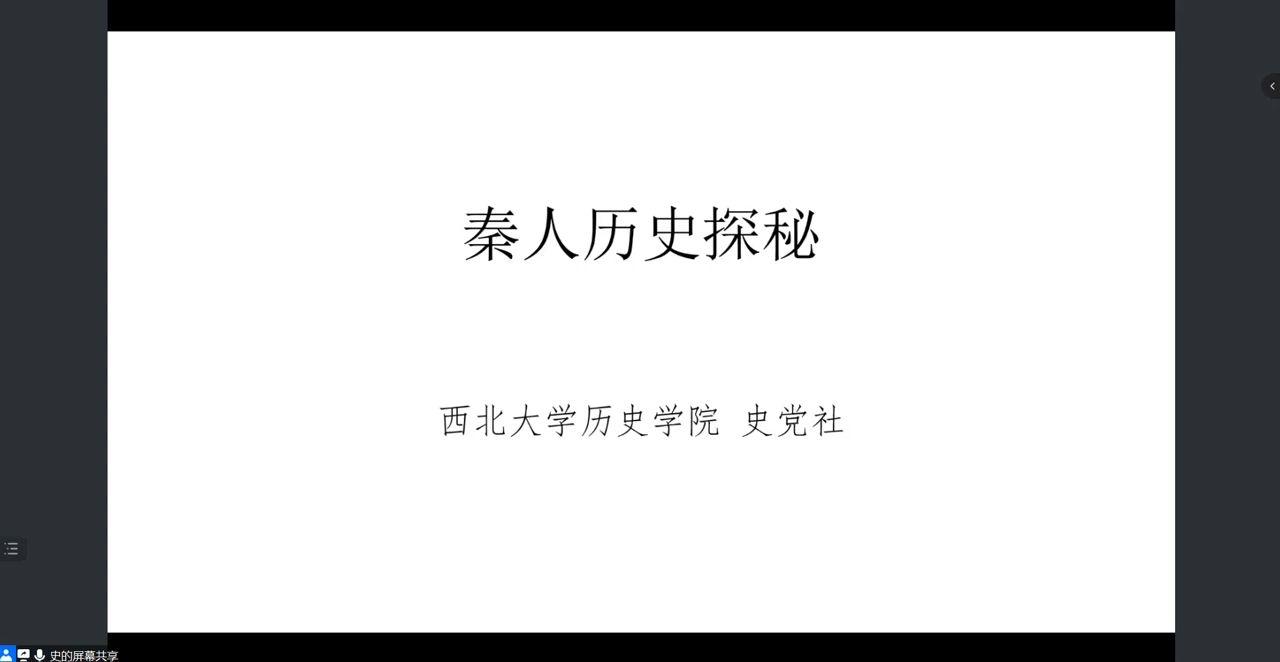 秦人历史探秘
西北大学历史学院 史党社
史的屏幕共享